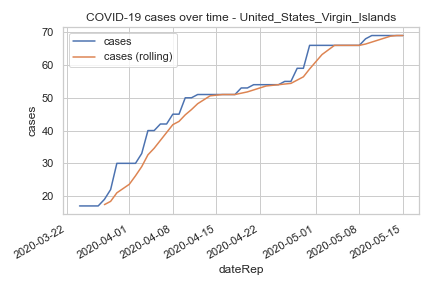 COVID-19 cases over time - United_States_Virgin_Islands
cases
cases (rolling)
70
60
50
40
30
20
cases
2020-03-22
2020-04-01
2020-04-08
2020-04-15
2020-04-22
2020-05-01
2020-05-08
2020-05-15
dateRep